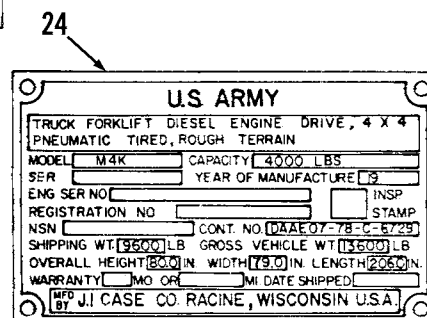 24
U.S. ARMY
TRUCK FORKLIFT DIESEL ENGINE DRIVE, 4 X 4
PNEUMATIC TIRED, ROUGH TERRAIN
MODEL M4K CAPACITY 4000 LBS
SER YEAR OF MANUFACTURE 19
ENG SER NO INSP
REGISTRATION NO STAMP
NSN CONT. NO. DAAE07-78-C-6729
SHIPPING WT. 9600 LB GROSS VEHICLE WT 13600 LB
OVERALL HEIGHT 80.0 IN. WIDTH 79.0 IN. LENGTH 206.0 IN.
WARRANTY MO OR MI. DATE SHIPPED
MFD BY J.I CASE CO. RACINE, WISCONSIN U.S.A.